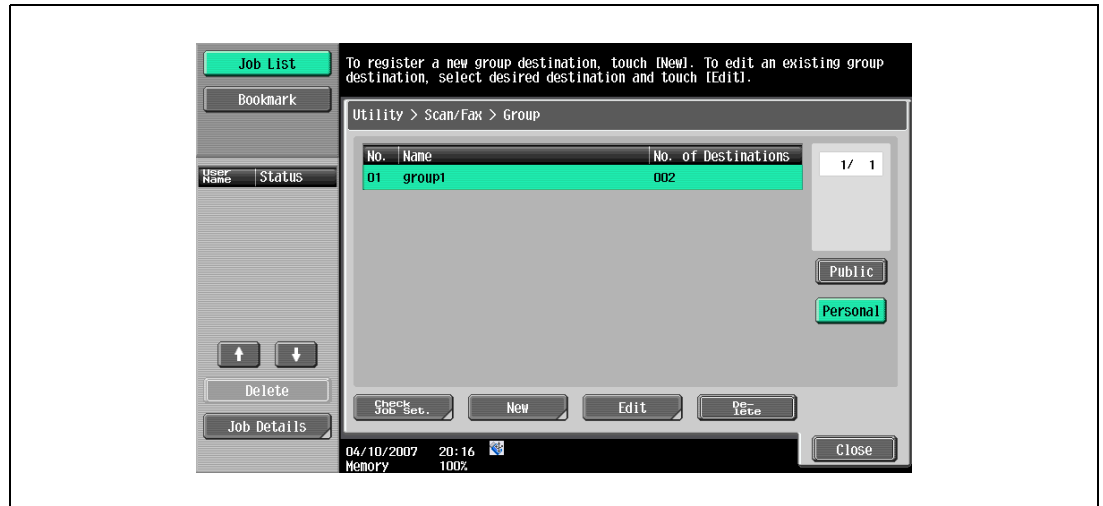 Job List
Bookmark
User Name Status
Delete
Job Details
To register a new group destination, touch [New]. To edit an existing group
destination, select desired destination and touch [Edit].
Utility > Scan/Fax > Group
No. Name No. of Destinations
01 group1 002
1/ 1
Public
Personal
Check
Job Set.
New
Edit
De-
lete
04/10/2007 20:16
Memory 100%
Close